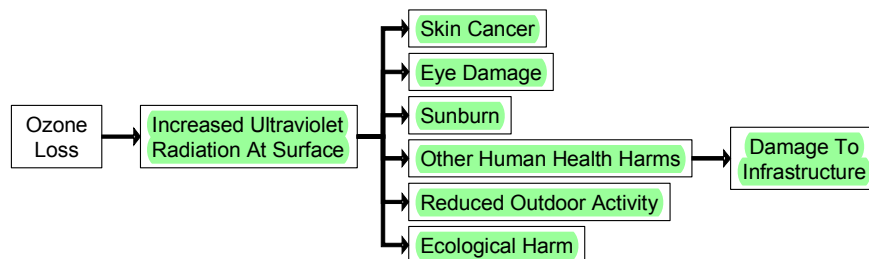 Ozone
Loss
Increased Ultraviolet
Radiation At Surface
Skin Cancer
Eye Damage
Sunburn
Other Human Health Harms
Reduced Outdoor Activity
Ecological Harm
Damage To
Infrastructure